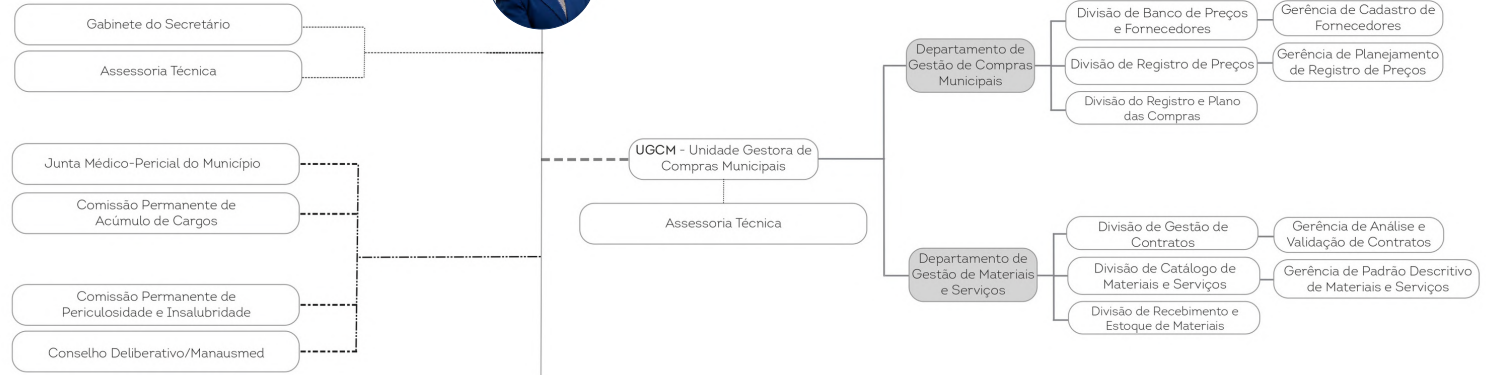 Gabinete do Secretário
Assessoria Técnica
Junta Médico-Pericial do Município
Comissão Permanente de
Acúmulo de Cargos
Comissão Permanente de
Periculosidade e Insalubridade
Conselho Deliberativo/Manausmed
UGCM - Unidade Gestora de
Compras Municipais
Assessoria Técnica
Departamento de
Gestão de Compras
Municipais
Divisão de Banco de Preços
e Fornecedores
Gerência de Cadastro de
Fornecedores
Divisão de Registro de Preços
Gerência de Planejamento
de Registro de Preços
Divisão do Registro e Plano
das Compras
Departamento de
Gestão de Materiais
e Serviços
Divisão de Gestão de
Contratos
Gerência de Análise e
Validação de Contratos
Divisão de Catálogo de
Materiais e Serviços
Gerência de Padrão Descritivo
de Materiais e Serviços
Divisão de Recebimento e
Estoque de Materiais